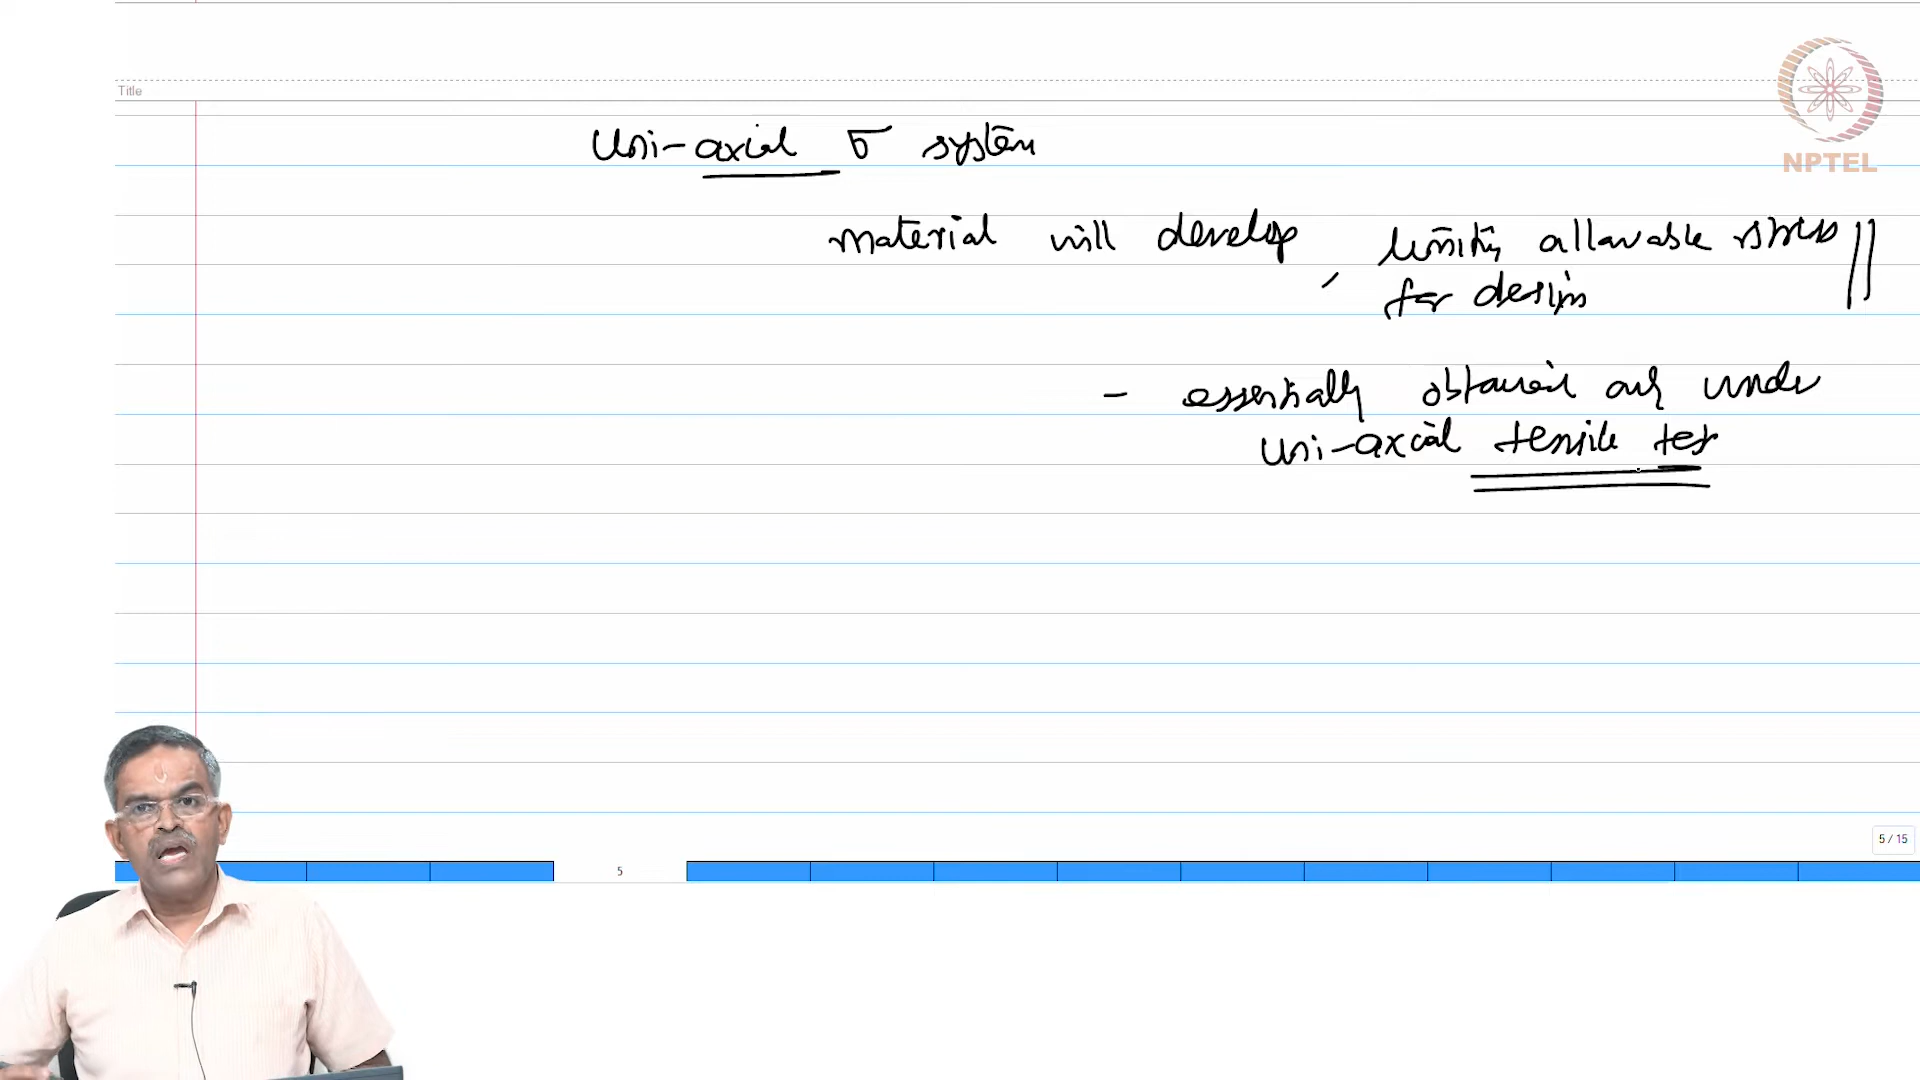 Title
NPTEL
Uni-axial σ system
material will develop, limiting allowable stress
for design
- essentially obtained only under
uni-axial tensile test
5 / 15
5